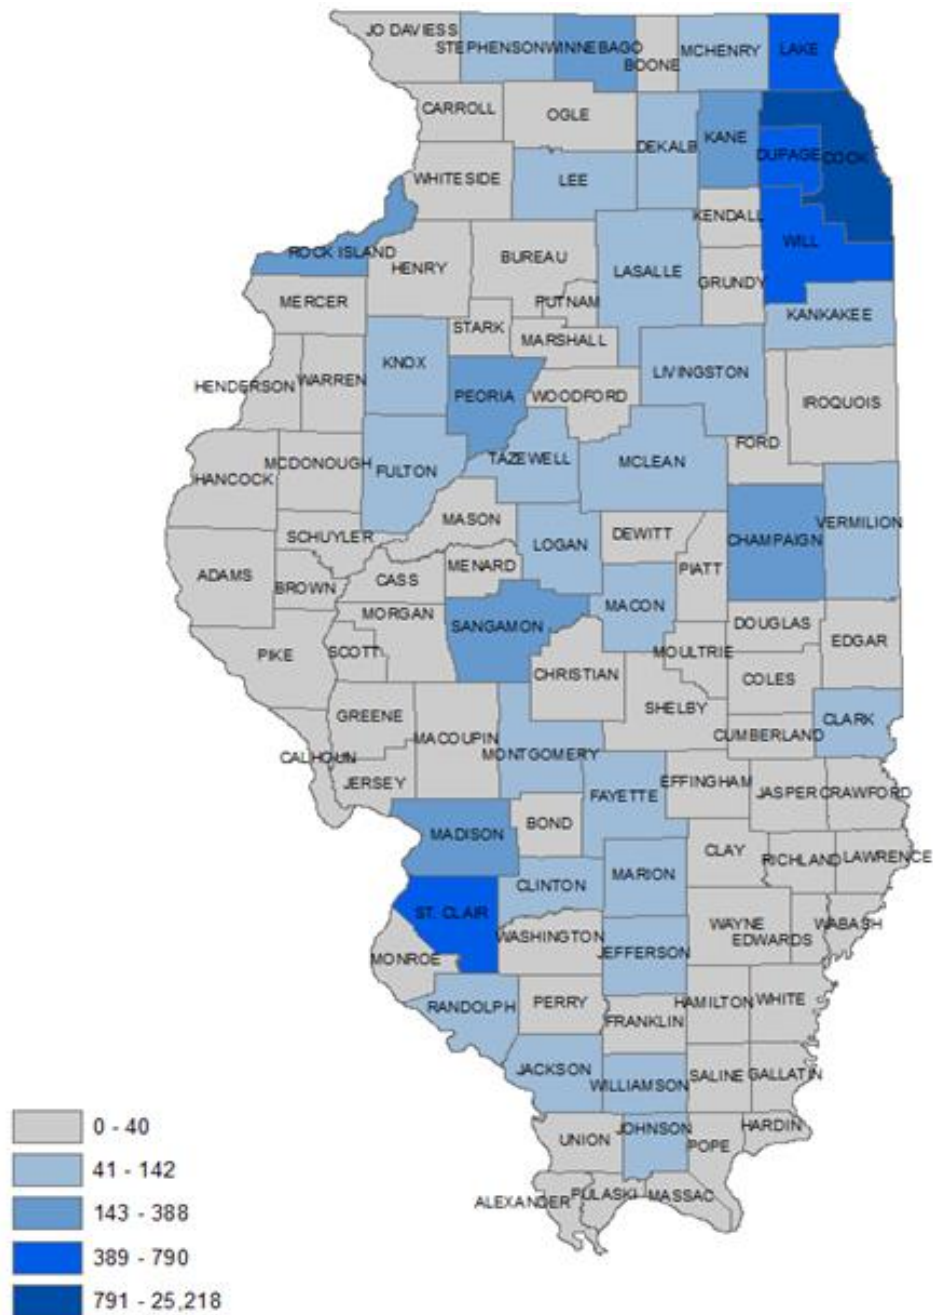 JO DAVIESS
STEPHENSON
WINNEBAGO
BOONE
MCHENRY
LAKE
CARROLL
OGLE
DEKALB
KANE
DUPAGE
COOK
WHITESIDE
LEE
KENDALL
ROCK ISLAND
HENRY
BUREAU
LASALLE
GRUNDY
WILL
MERCER
PUTNAM
KANKAKEE
STARK
MARSHALL
HENDERSON
WARREN
KNOX
PEORIA
WOODFORD
LIVINGSTON
IROQUOIS
FORD
HANCOCK
MCDONOUGH
FULTON
TAZEWELL
MCLEAN
MASON
SCHUYLER
LOGAN
DEWITT
CHAMPAIGN
VERMILION
ADAMS
BROWN
CASS
MENARD
PIATT
MACON
MORGAN
SANGAMON
DOUGLAS
EDGAR
PIKE
SCOTT
CHRISTIAN
MOULTRIE
COLES
SHELBY
GREENE
MACOUPIN
MONTGOMERY
CUMBERLAND
CLARK
CALHOUN
JERSEY
FAYETTE
EFFINGHAM
JASPER
CRAWFORD
MADISON
BOND
CLAY
RICHLAND
LAWRENCE
CLINTON
MARION
ST. CLAIR
WASHINGTON
WAYNE
EDWARDS
WABASH
MONROE
JEFFERSON
RANDOLPH
PERRY
FRANKLIN
HAMILTON
WHITE
JACKSON
WILLIAMSON
SALINE
GALLATIN
UNION
JOHNSON
POPE
HARDIN
ALEXANDER
PULASKI
MASSAC
0 - 40
41 - 142
143 - 388
389 - 790
791 - 25,218